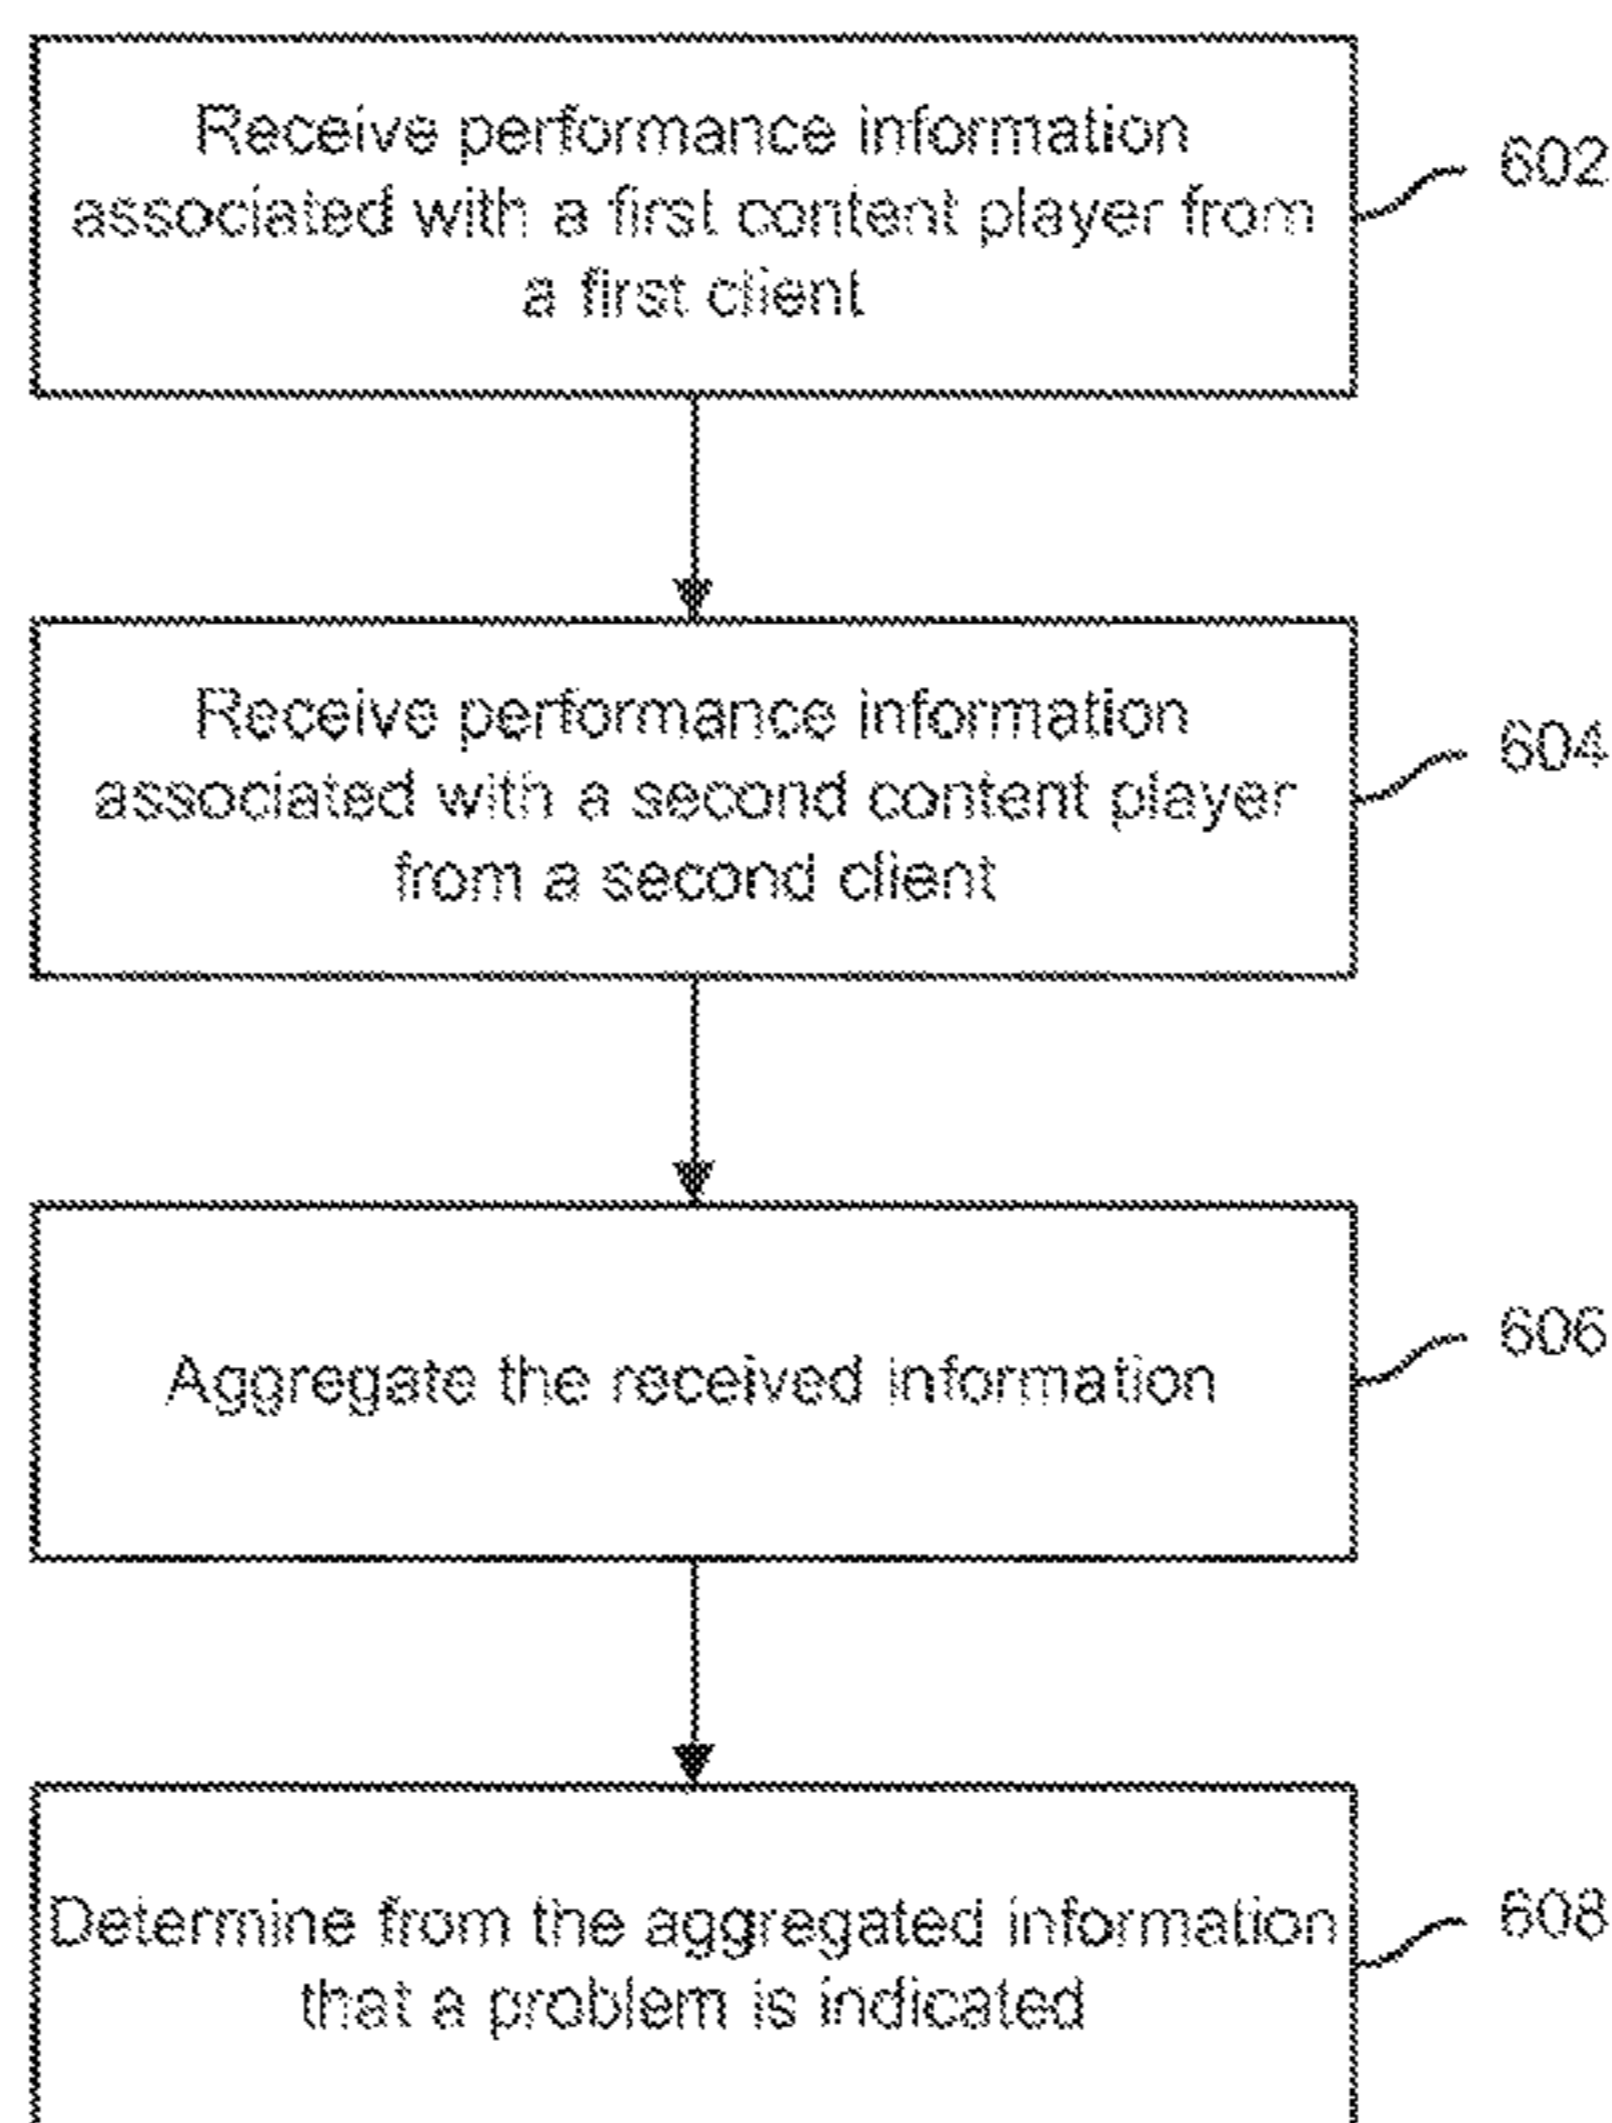 Receive performance information
associated with a first content player from
a first client
602
Receive performance information
associated with a second content player
from a second client
604
Aggregate the received information
606
Determine from the aggregated information
that a problem is indicated
608